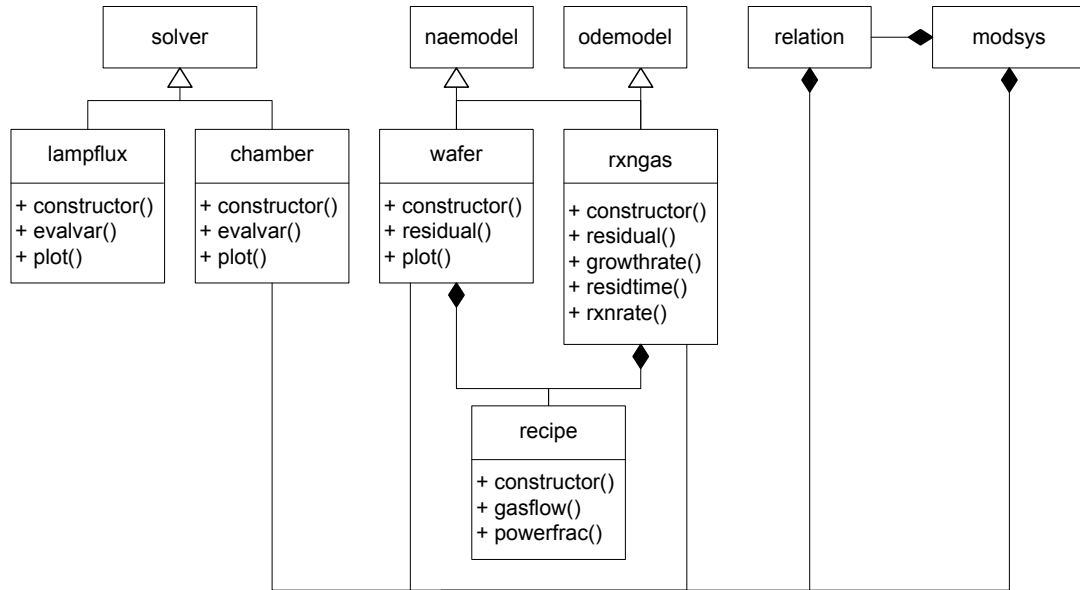 solver
naemodel
odemodel
relation
modsys
lampflux
+ constructor()
+ evalvar()
+ plot()
chamber
+ constructor()
+ evalvar()
+ plot()
wafer
+ constructor()
+ residual()
+ plot()
rxngas
+ constructor()
+ residual()
+ growthrate()
+ residtime()
+ rxnrate()
recipe
+ constructor()
+ gasflow()
+ powerfrac()